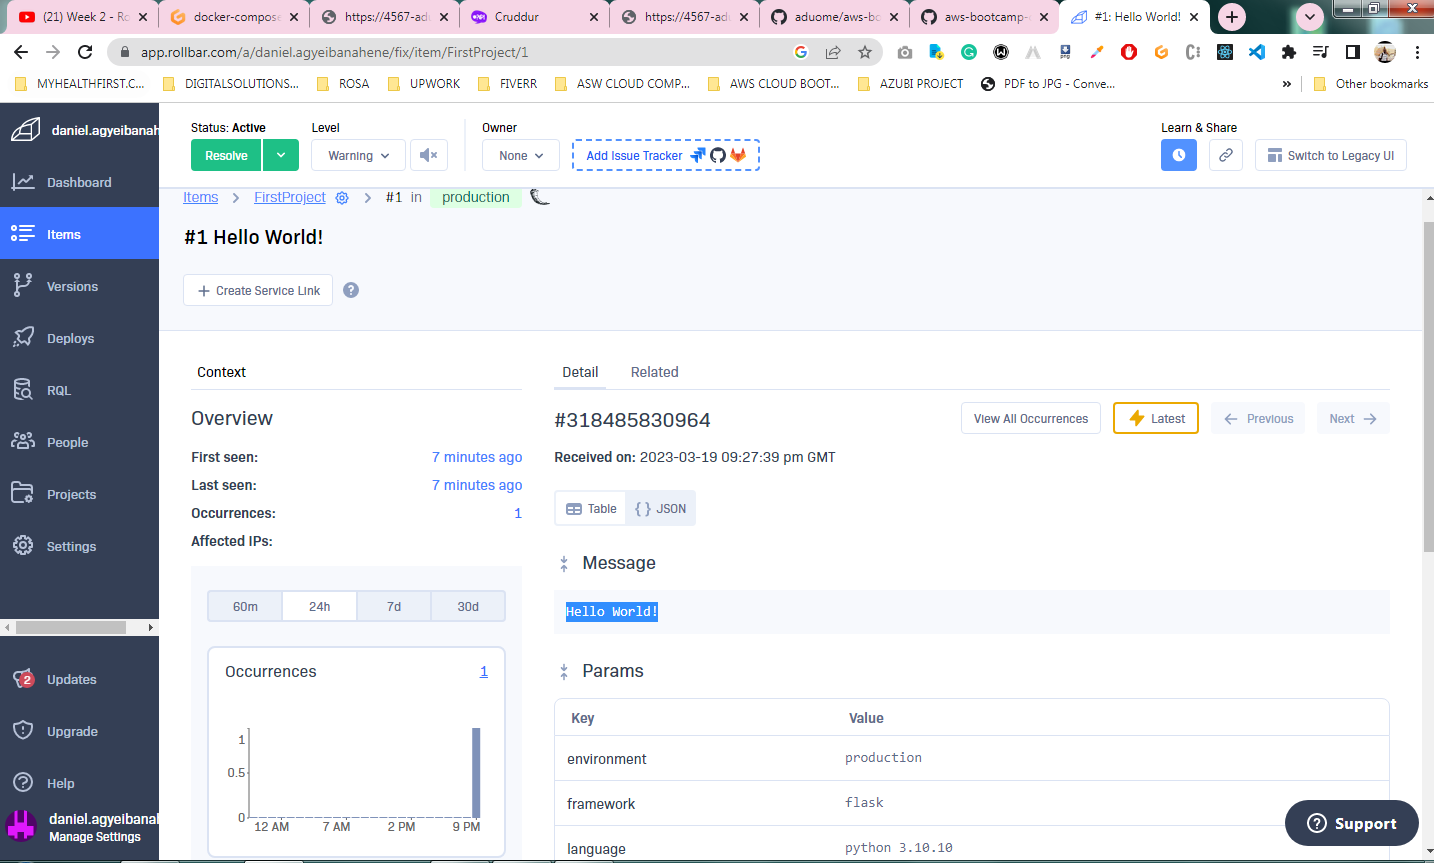 (21) Week 2 - Ro
docker-compose
https://4567-adu
Cruddur
https://4567-adu
aduome/aws-bo
aws-bootcamp-
#1: Hello World!
app.rollbar.com/a/daniel.agyeibanahene/fix/item/FirstProject/1
MYHEALTHFIRST.C...
DIGITALSOLUTIONS...
ROSA
UPWORK
FIVERR
ASW CLOUD COMP...
AWS CLOUD BOOT...
AZUBI PROJECT
PDF to JPG - Conve...
»
Other bookmarks
daniel.agyeibanah
Dashboard
Items
Versions
Deploys
RQL
People
Projects
Settings
2
Updates
Upgrade
Help
daniel.agyeibanal
Manage Settings
Status: Active
Level
Owner
Learn & Share
Resolve
Warning
None
Add Issue Tracker
Switch to Legacy UI
Items > FirstProject > #1 in production
#1 Hello World!
+ Create Service Link ?
Context
Overview
First seen: 7 minutes ago
Last seen: 7 minutes ago
Occurrences: 1
Affected IPs:
60m 24h 7d 30d
Occurrences 1
1
0.5
0
12 AM 7 AM 2 PM 9 PM
Detail Related
#318485830964
View All Occurrences
Latest
Previous
Next
Received on: 2023-03-19 09:27:39 pm GMT
Table
{ } JSON
Message
Hello World!
Params
Key Value
environment production
framework flask
language python 3.10.10
? Support